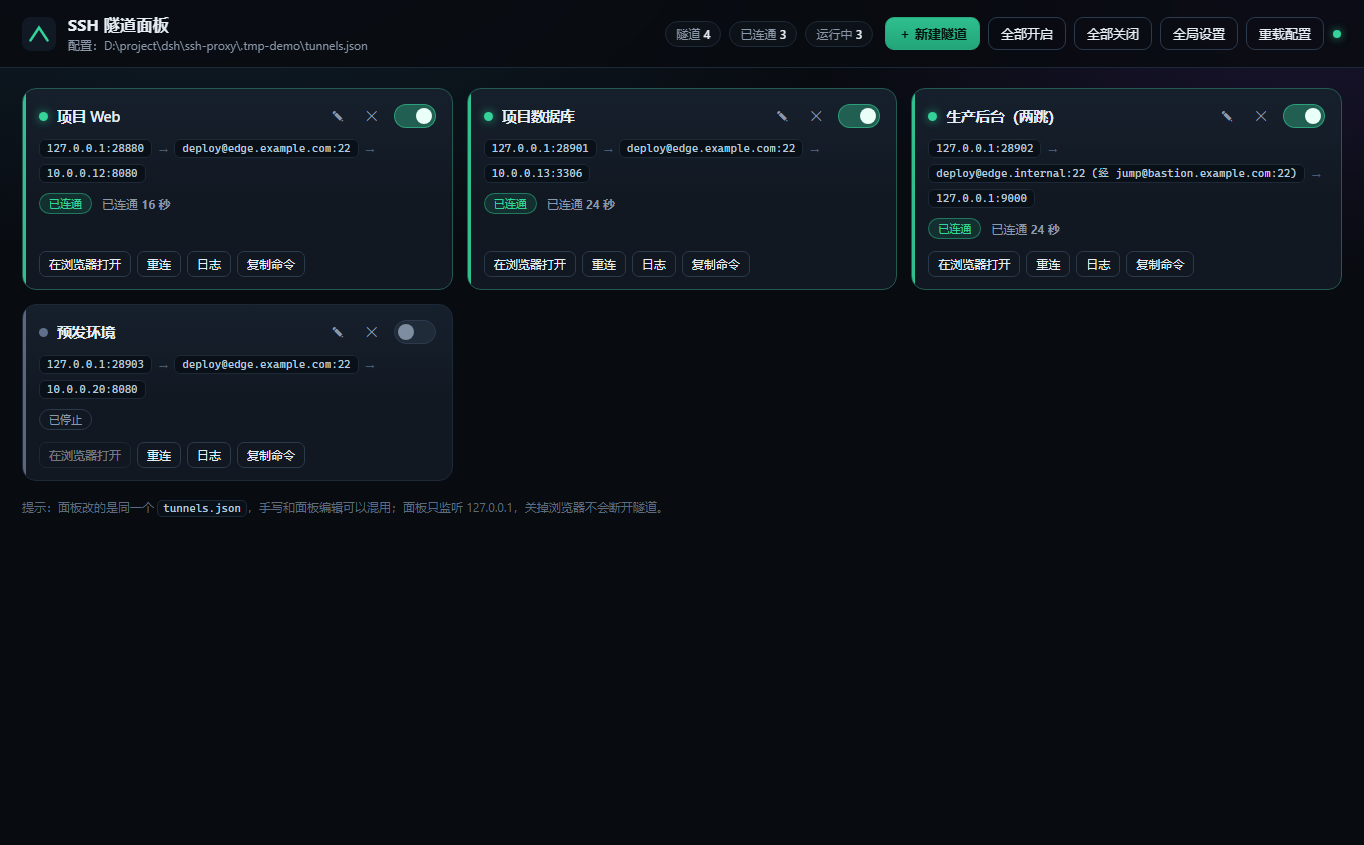 SSH 隧道面板
配置：D:\project\dsh\ssh-proxy\.tmp-demo\tunnels.json
隧道 4 已连通 3 运行中 3 + 新建隧道 全部开启 全部关闭 全局设置 重载配置
项目 Web
127.0.0.1:28880 → deploy@edge.example.com:22 →
10.0.0.12:8080
已连通 已连通 16 秒
在浏览器打开 重连 日志 复制命令
项目数据库
127.0.0.1:28901 → deploy@edge.example.com:22 →
10.0.0.13:3306
已连通 已连通 24 秒
在浏览器打开 重连 日志 复制命令
生产后台（两跳）
127.0.0.1:28902 →
deploy@edge.internal:22 (经 jump@bastion.example.com:22) →
127.0.0.1:9000
已连通 已连通 24 秒
在浏览器打开 重连 日志 复制命令
预发环境
127.0.0.1:28903 → deploy@edge.example.com:22 →
10.0.0.20:8080
已停止
在浏览器打开 重连 日志 复制命令
提示：面板改的是同一个 tunnels.json，手写和面板编辑可以混用；面板只监听 127.0.0.1，关掉浏览器不会断开隧道。